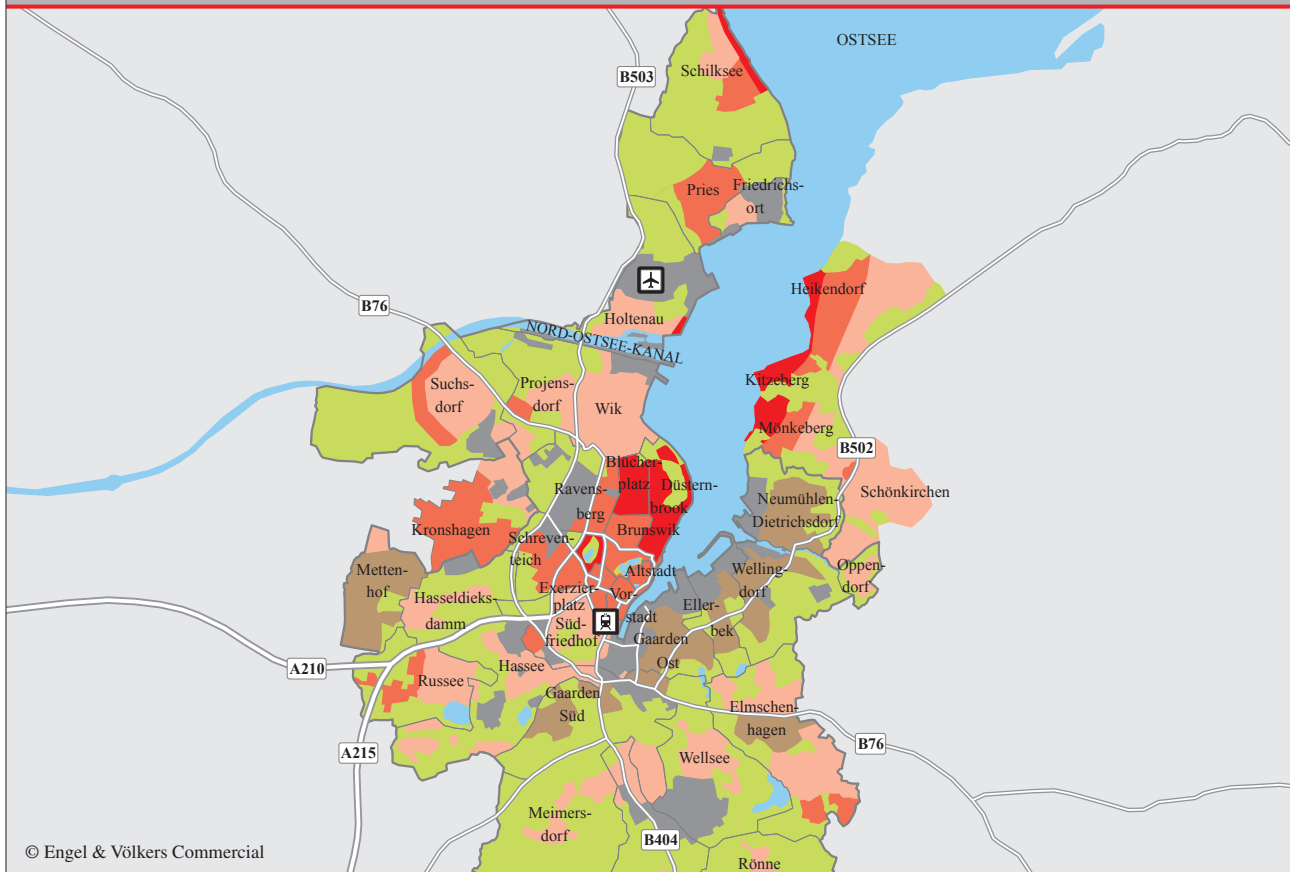 OSTSEE
Schilksee
B503
Pries
Friedrichs-
ort
Heikendorf
B76
Holtenau
NORD-OSTSEE-KANAL
Kitzeberg
Suchs-
dorf
Projens-
dorf
Wik
Mönkeberg
B502
Blücher-
platz
Düstern-
brook
Ravens-
berg
Neumühlen-
Dietrichsdorf
Schönkirchen
Kronshagen
Schreven-
teich
Brunswik
Metten-
hof
Altstadt
Welling-
dorf
Oppen-
dorf
Hasseldieks-
damm
Exerzier-
platz
Vor-
stadt
Eller-
bek
Süd-
friedhof
Gaarden
Ost
A210
Hassee
Russee
Gaarden
Süd
Elmschen-
hagen
B76
A215
Wellsee
Meimers-
dorf
B404
Rönne
© Engel & Völkers Commercial